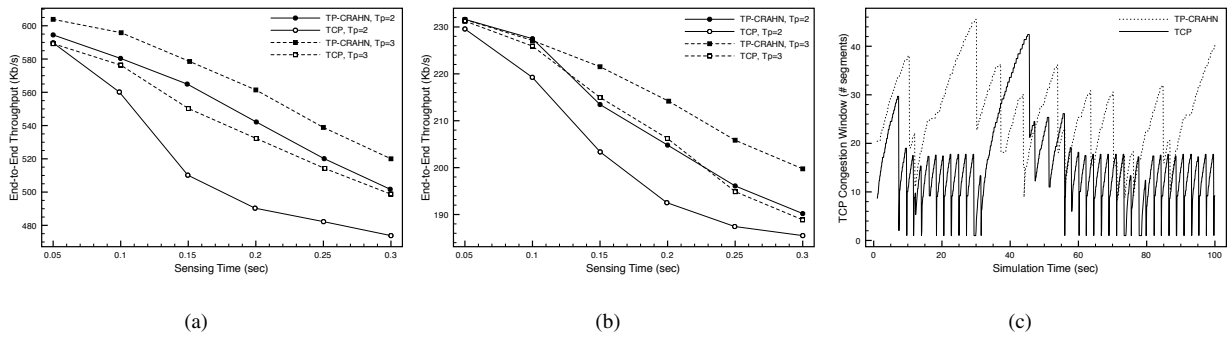 TP-CRAHN, Tp=2
TCP, Tp=2
TP-CRAHN, Tp=3
TCP, Tp=3
End-to-End Throughput (Kb/s)
600
580
560
540
520
500
480
0.05 0.1 0.15 0.2 0.25 0.3
Sensing Time (sec)
(a)
TP-CRAHN, Tp=2
TCP, Tp=2
TP-CRAHN, Tp=3
TCP, Tp=3
End-to-End Throughput (Kb/s)
230
220
210
200
190
0.05 0.1 0.15 0.2 0.25 0.3
Sensing Time (sec)
(b)
TP-CRAHN
TCP
TCP Congestion Window (# segments)
40
30
20
10
0
0 20 40 60 80 100
Simulation Time (sec)
(c)